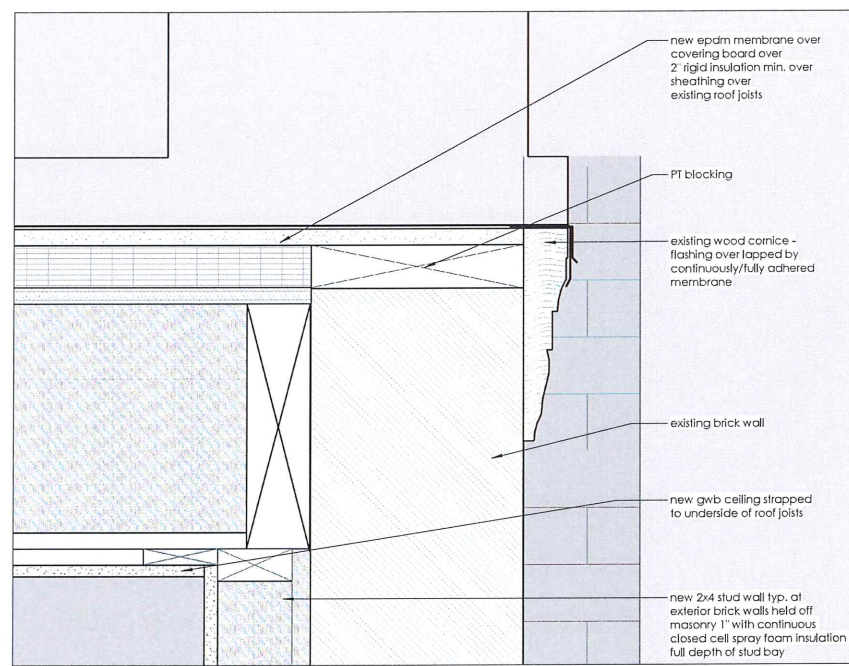 new epdm membrane over
covering board over
2" rigid insulation min. over
sheathing over
existing roof joists
PT blocking
existing wood cornice -
flashing over lapped by
continuously/fully adhered
membrane
existing brick wall
new gwb ceiling strapped
to underside of roof joists
new 2x4 stud wall typ. at
exterior brick walls held off
masonry 1" with continuous
closed cell spray foam insulation
full depth of stud bay